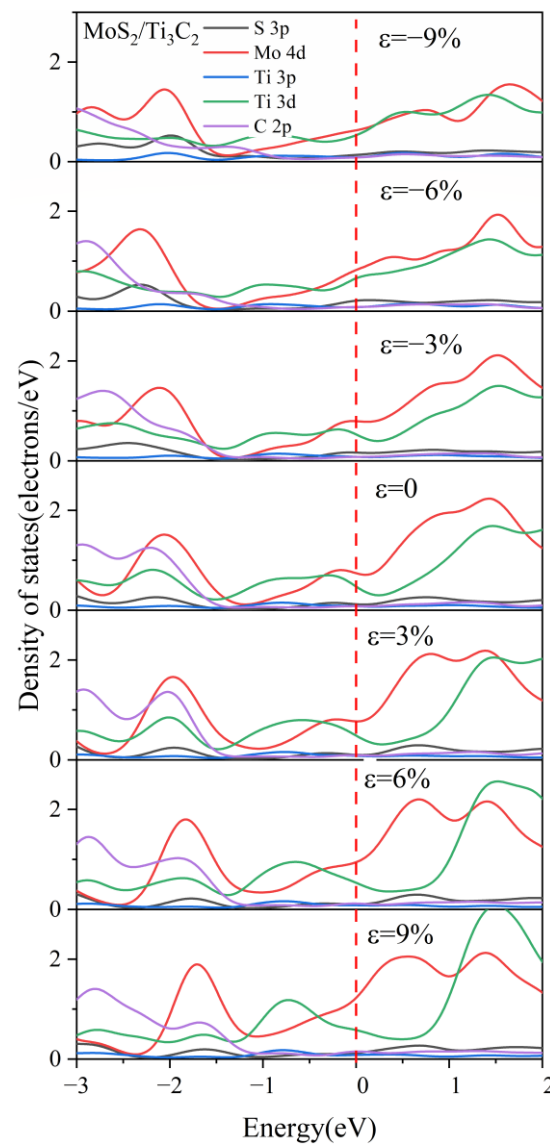 MoS₂/Ti₃C₂
S 3p
Mo 4d
Ti 3p
Ti 3d
C 2p
ε=−9%
ε=−6%
ε=−3%
ε=0
ε=3%
ε=6%
ε=9%
2
0
2
0
2
0
2
0
2
0
2
0
2
0
−3 −2 −1 0 1 2
Density of states(electrons/eV)
Energy(eV)